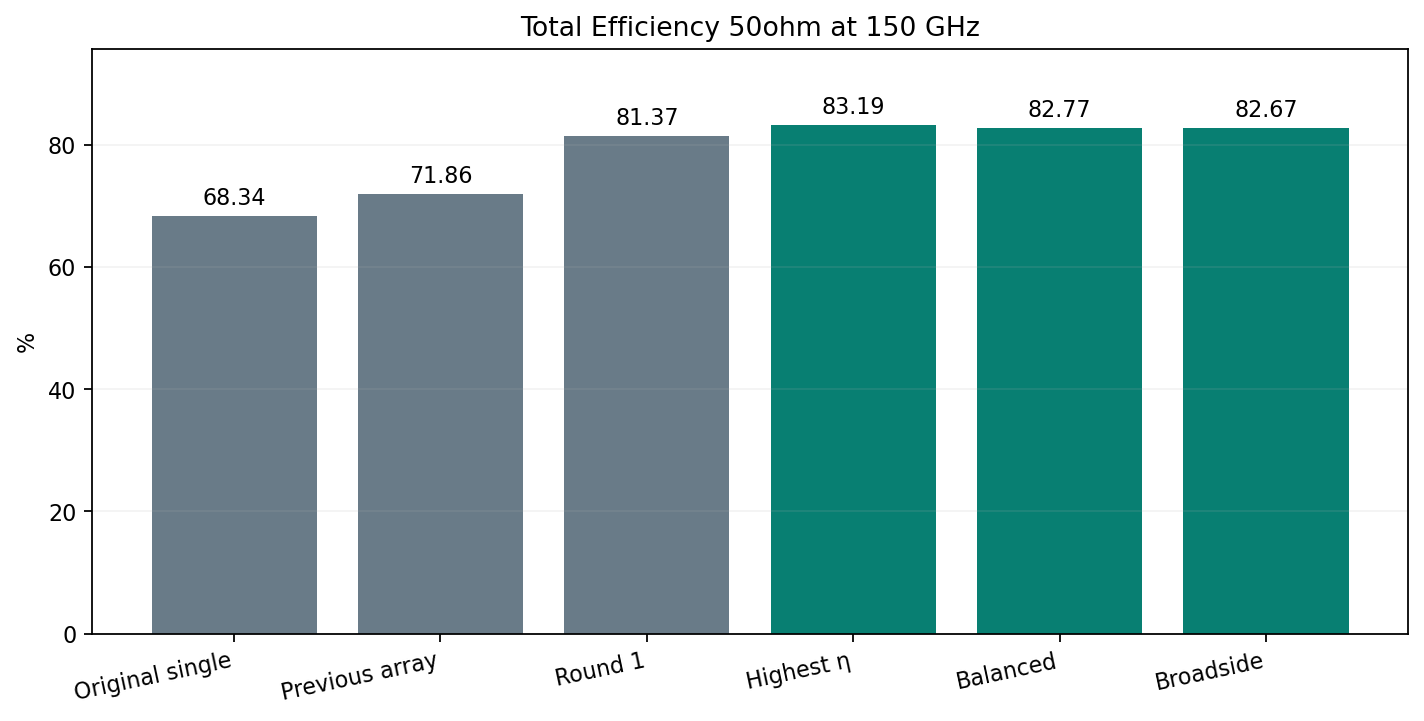 Total Efficiency 50ohm at 150 GHz
%
80
60
40
20
0
68.34
71.86
81.37
83.19
82.77
82.67
Original single
Previous array
Round 1
Highest η
Balanced
Broadside